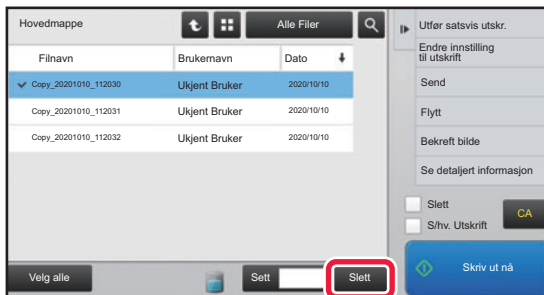 Hovedmappe
Alle Filer
Filnavn Brukernavn Dato
Copy_20201010_112030 Ukjent Bruker 2020/10/10
Copy_20201010_112031 Ukjent Bruker 2020/10/10
Copy_20201010_112032 Ukjent Bruker 2020/10/10
Velg alle
Sett
Slett
Utfør satsvis utskr.
Endre innstilling
til utskrift
Send
Flytt
Bekreft bilde
Se detaljert informasjon
Slett
S/hv. Utskrift
CA
Skriv ut nå